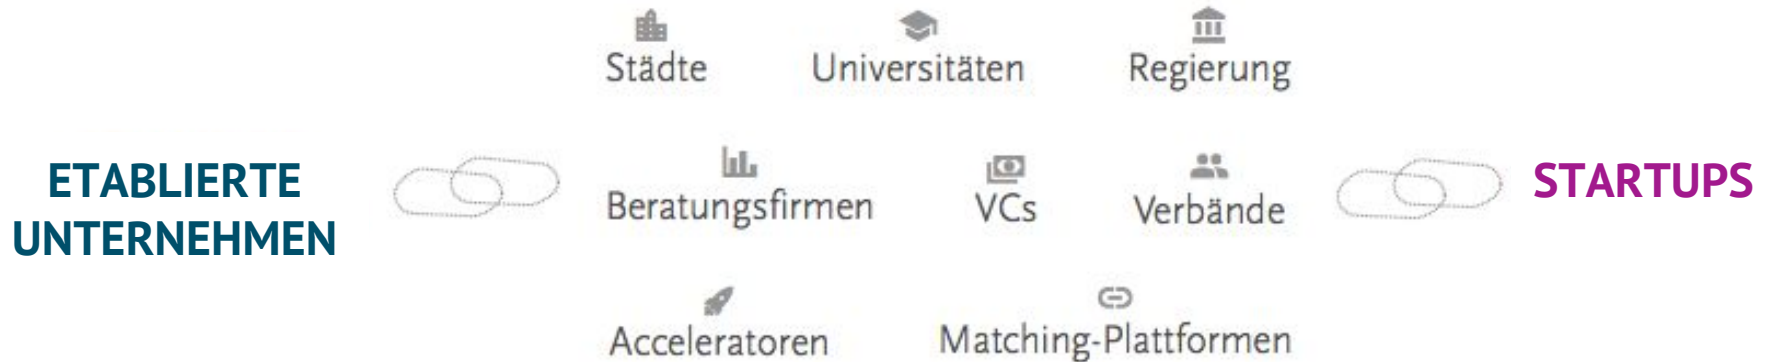 Städte
Universitäten
Regierung
ETABLIERTE
UNTERNEHMEN
Beratungsfirmen
VCs
Verbände
STARTUPS
Acceleratoren
Matching-Plattformen